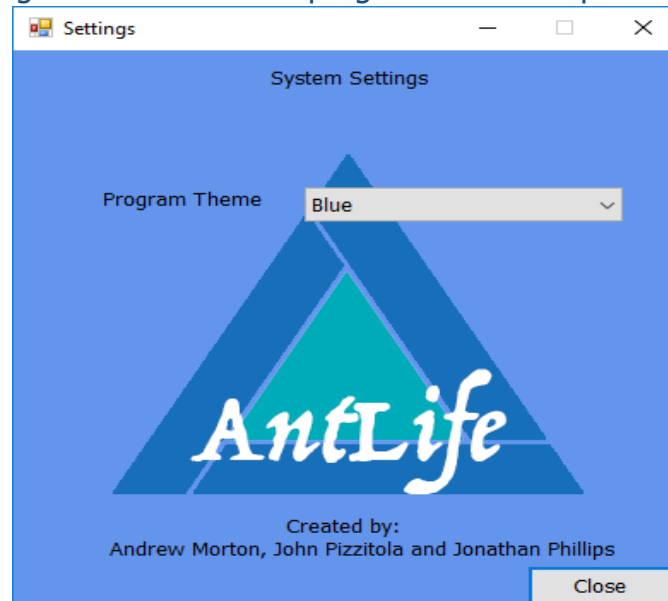 Settings
System Settings
Program Theme
Blue
AntLife
Created by:
Andrew Morton, John Pizzitola and Jonathan Phillips
Close